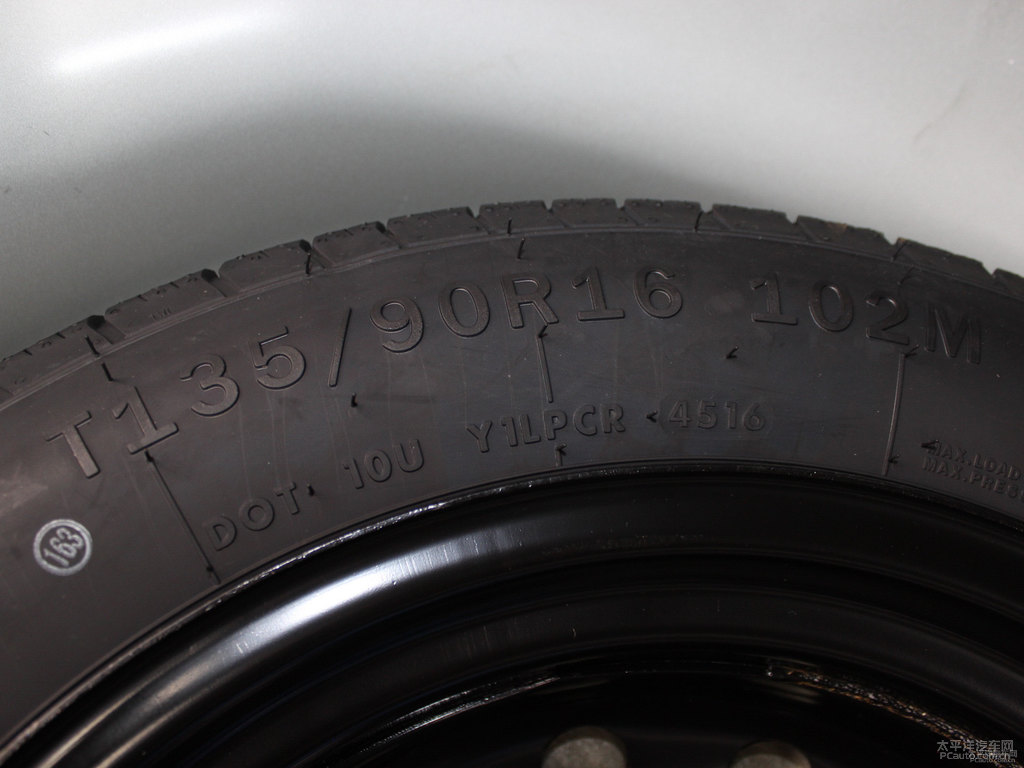 T135/90R16 102M
DOT 10U Y1LPCR 4516
163
MAX.LOAD
MAX.PRESS
太平洋汽车网
PCauto.com.cn